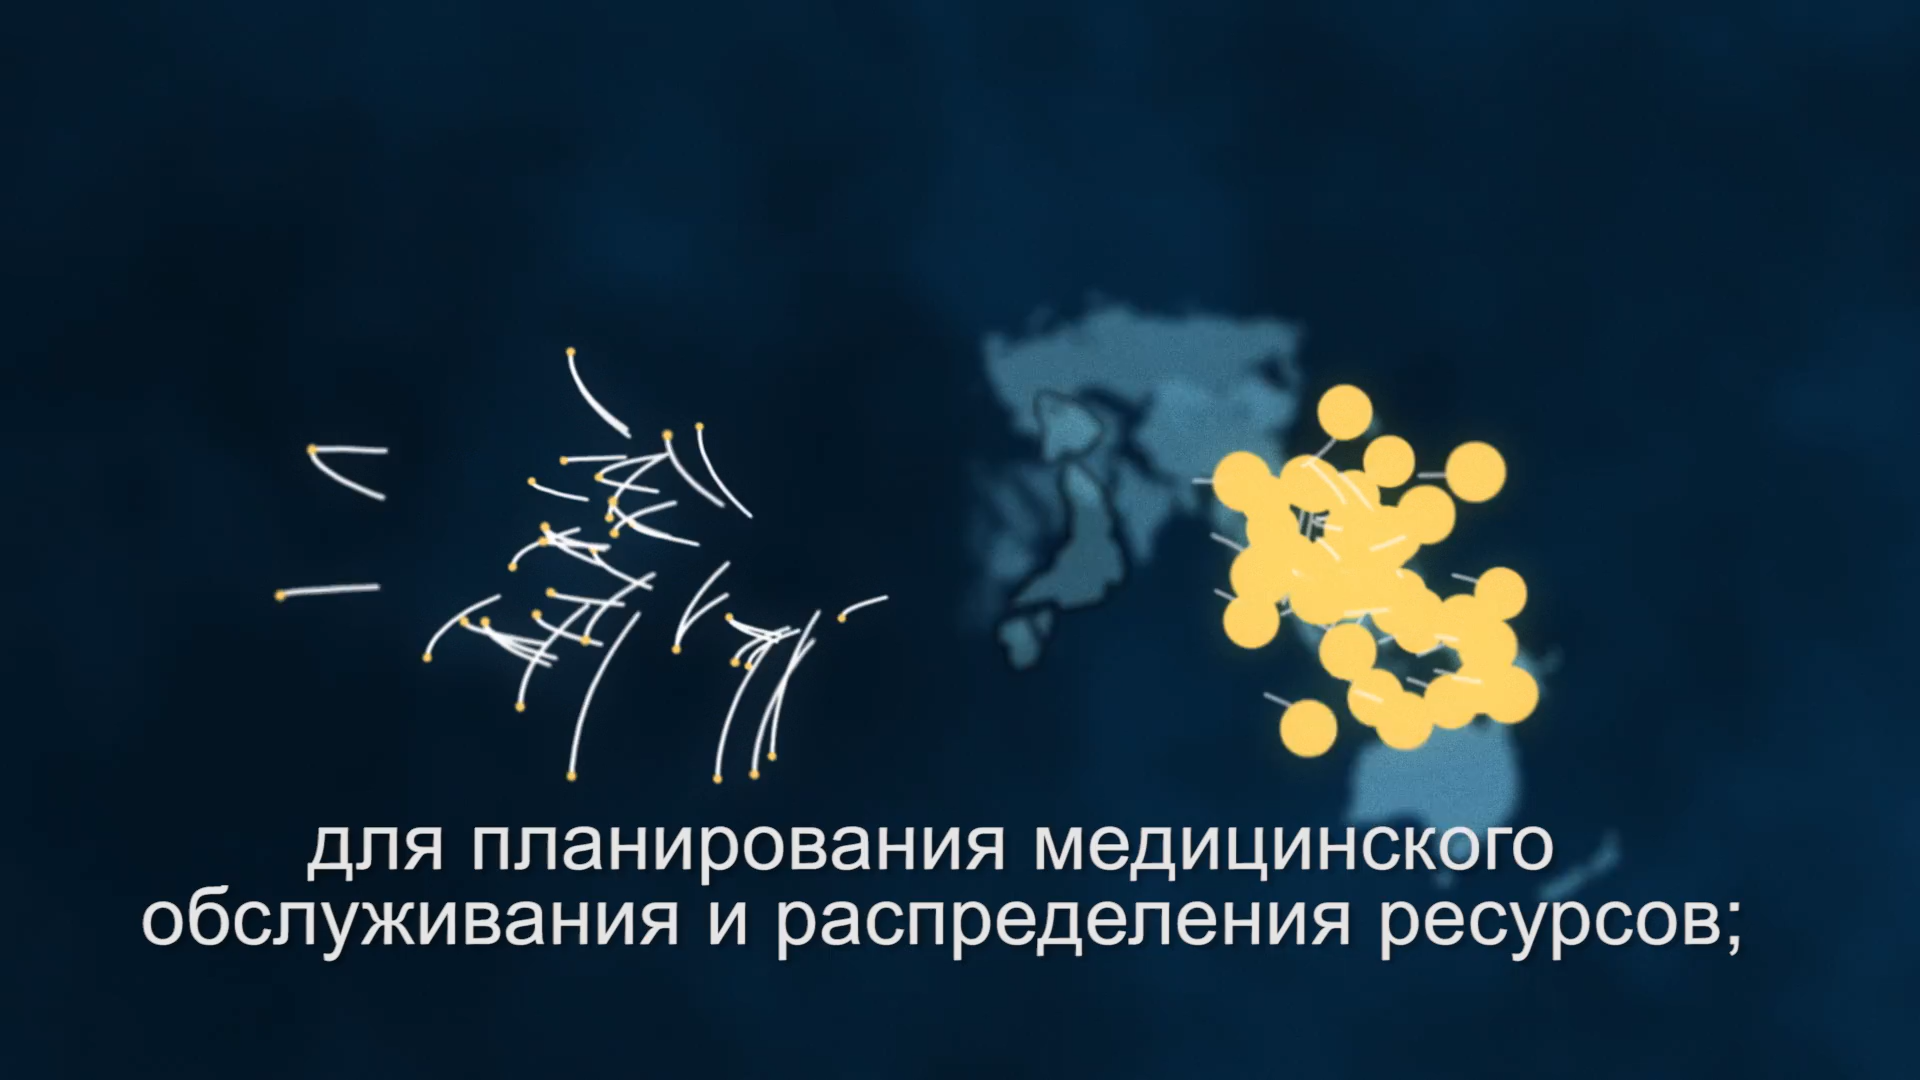 для планирования медицинского
обслуживания и распределения ресурсов;